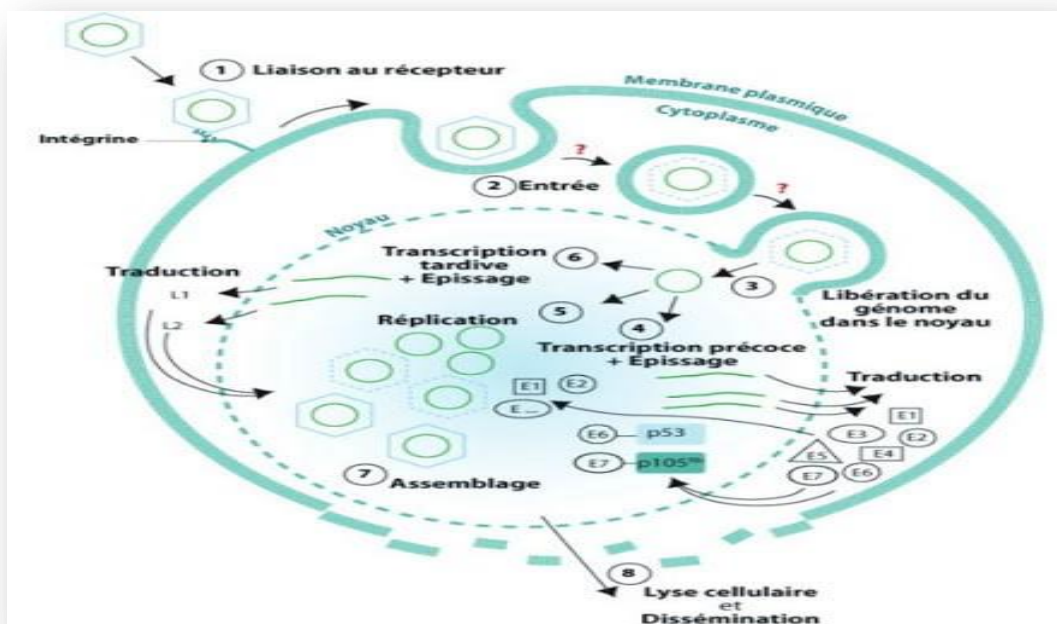 1 Liaison au récepteur
Intégrine
Membrane plasmique
Cytoplasme
?
2 Entrée
?
Noyau
Transcription
tardive
+ Epissage
6
Traduction
L1
L2
3
Libération du
génome
dans le noyau
5
Réplication
4
Transcription précoce
+ Epissage
Traduction
E1
E2
E ...
E1
E3
E2
E5
E4
E7
E6
E6
p53
E7
p105
7 Assemblage
8
Lyse cellulaire
et
Dissémination